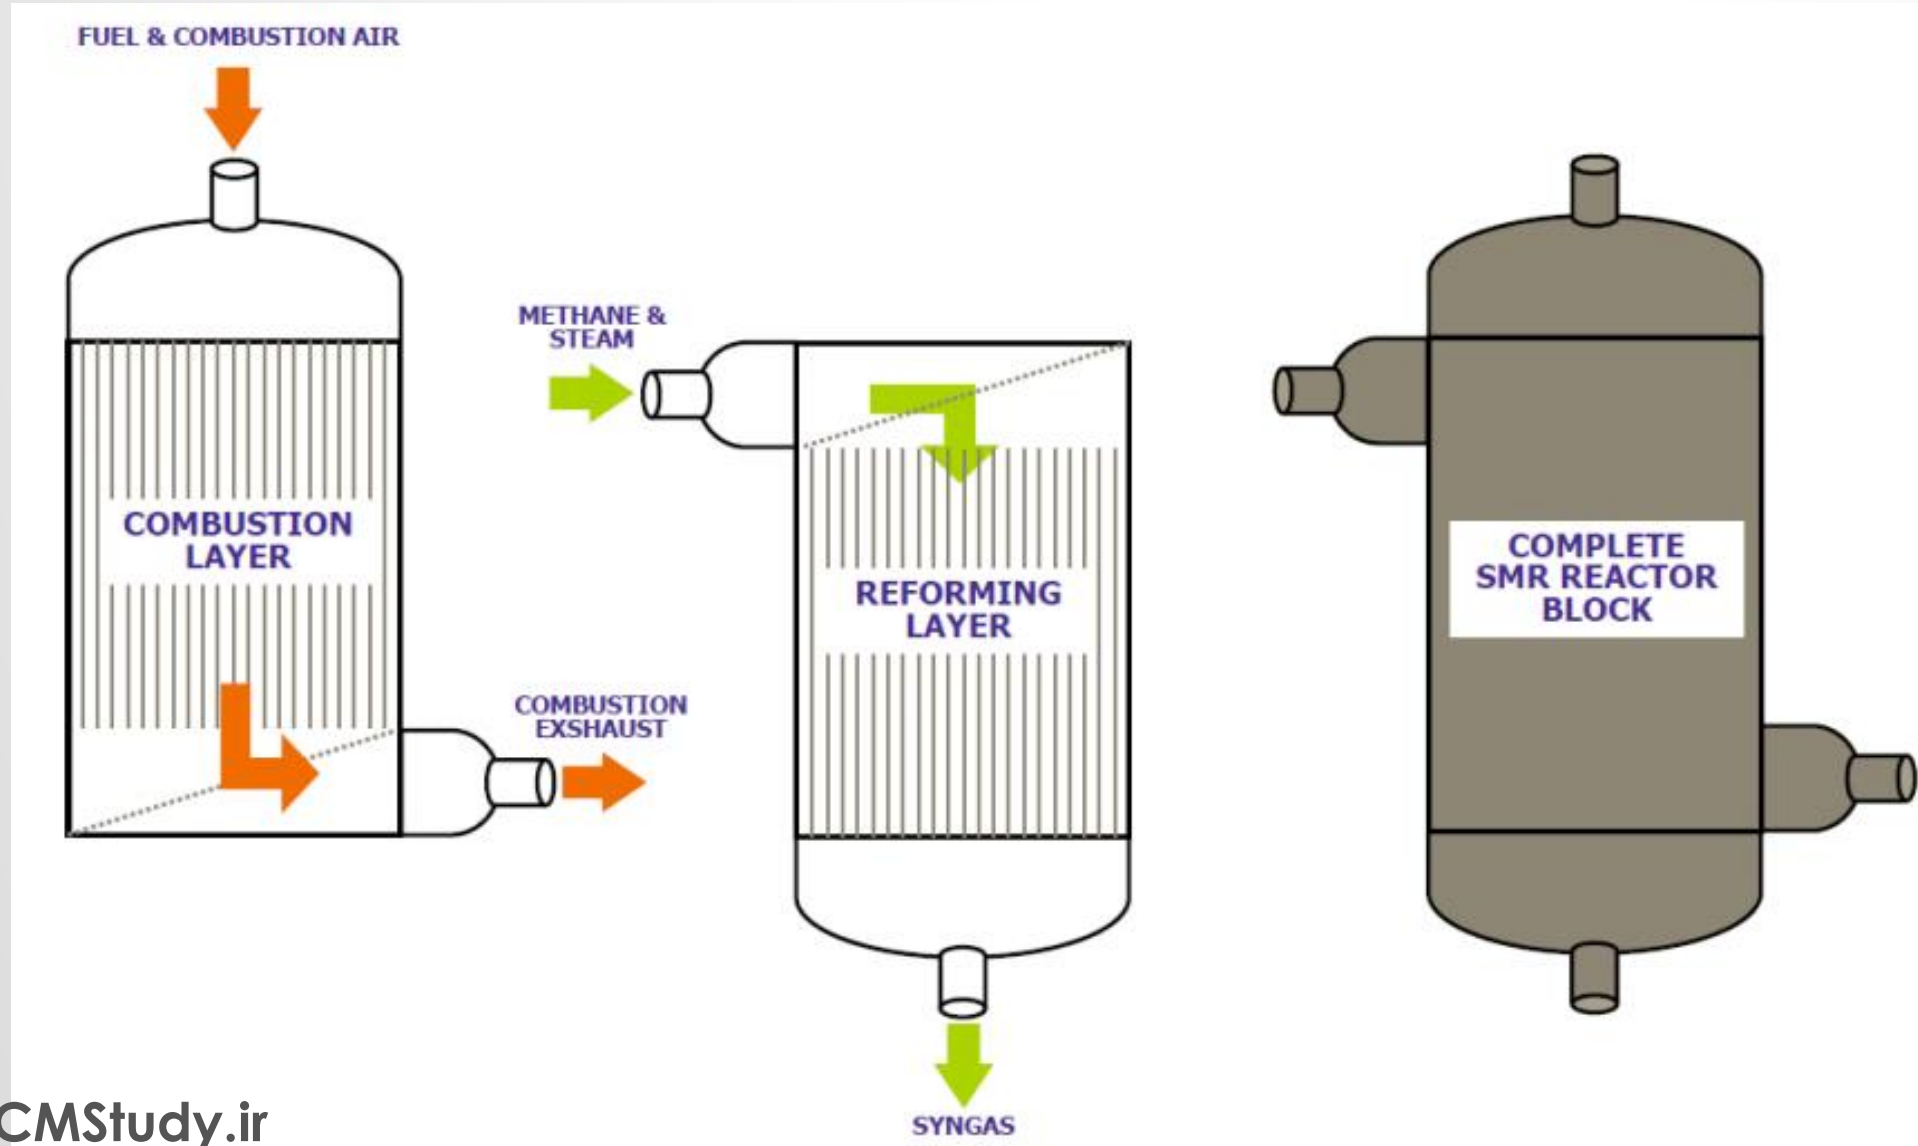 FUEL & COMBUSTION AIR
METHANE &
STEAM
COMBUSTION
LAYER
REFORMING
LAYER
COMPLETE
SMR REACTOR
BLOCK
COMBUSTION
EXSHAUST
SYNGAS
CMStudy.ir